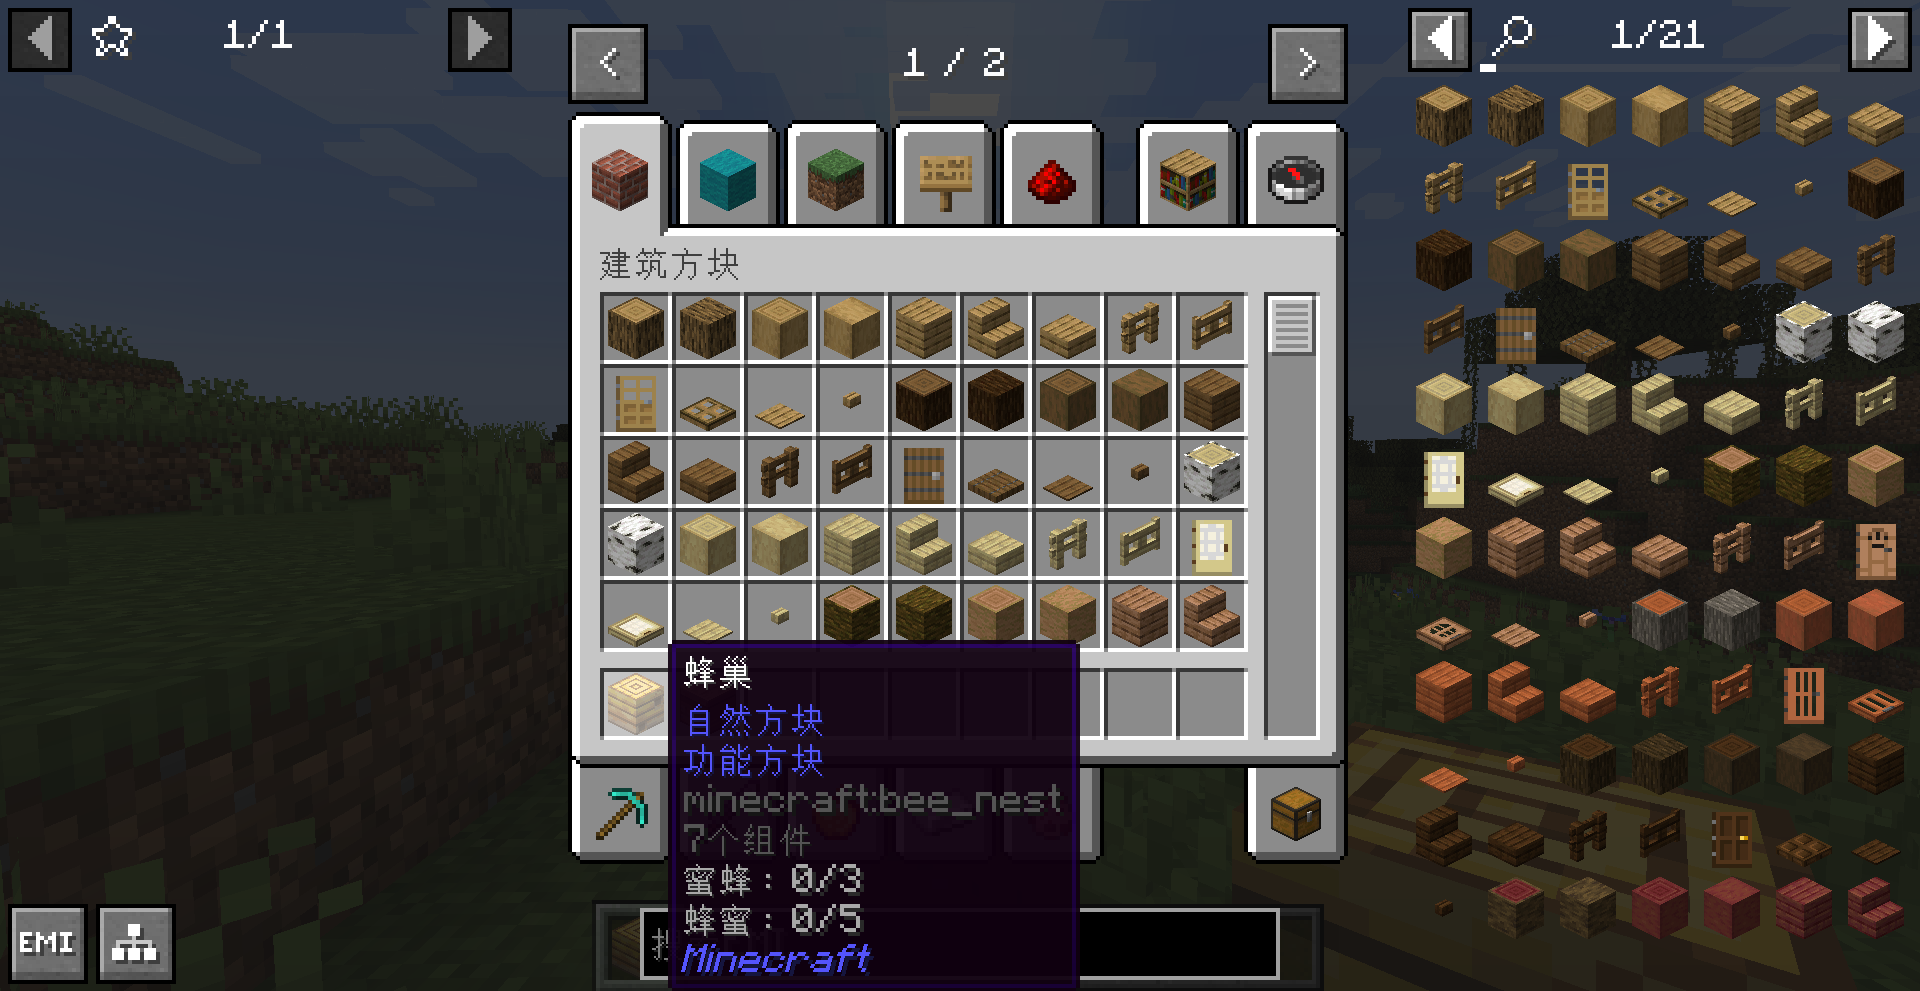 1/1
1 / 2
1/21
建筑方块
蜂巢
自然方块
功能方块
minecraft:bee_nest
7个组件
蜜蜂：0/3
蜂蜜：0/5
Minecraft
EMI